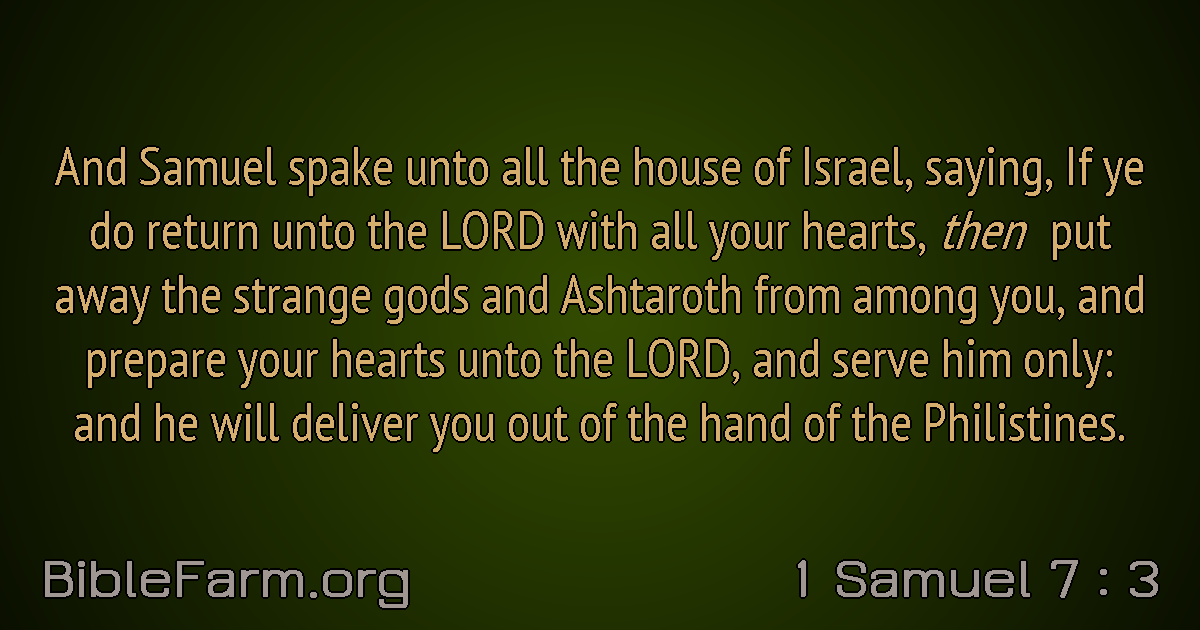 And Samuel spake unto all the house of Israel, saying, If ye
do return unto the LORD with all your hearts, then put
away the strange gods and Ashtaroth from among you, and
prepare your hearts unto the LORD, and serve him only:
and he will deliver you out of the hand of the Philistines.
BibleFarm.org
1 Samuel 7 : 3